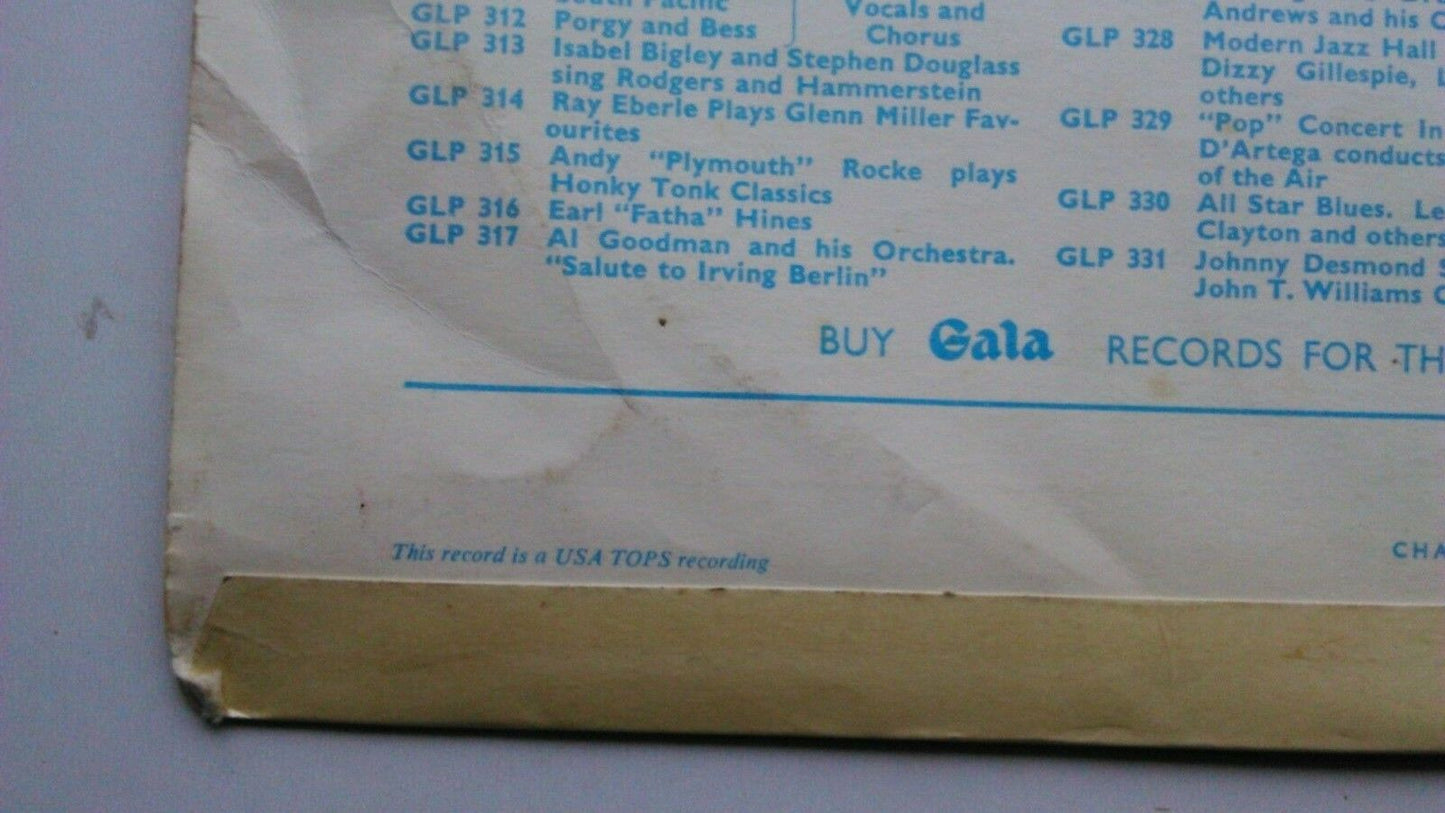 South Pacific
GLP 312 Porgy and Bess
Vocals and
Chorus
GLP 313 Isabel Bigley and Stephen Douglass
sing Rodgers and Hammerstein
GLP 314 Ray Eberle Plays Glenn Miller Fav-
ourites
GLP 315 Andy "Plymouth" Rocke plays
Honky Tonk Classics
GLP 316 Earl "Fatha" Hines
GLP 317 Al Goodman and his Orchestra.
"Salute to Irving Berlin"
Andrews and his
GLP 328 Modern Jazz Hall
Dizzy Gillespie,
others
GLP 329 "Pop" Concert In
D'Artega conducts
of the Air
GLP 330 All Star Blues.
Clayton and others
GLP 331 Johnny Desmond
John T. Williams
BUY Gala RECORDS FOR
This record is a USA TOPS recording